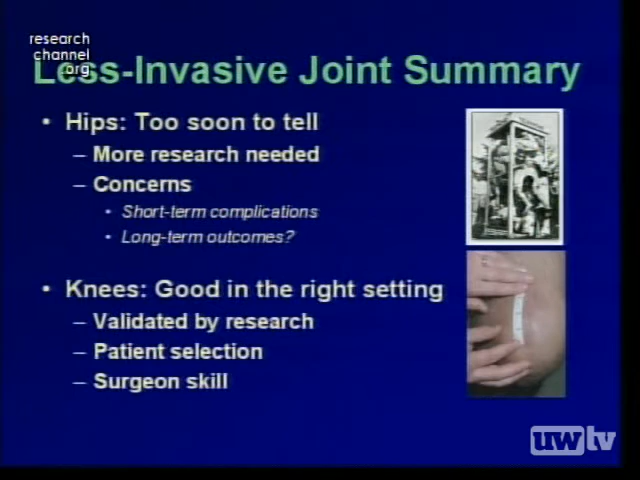 research
channel
.org
Less-Invasive Joint Summary
• Hips: Too soon to tell
– More research needed
– Concerns
• Short-term complications
• Long-term outcomes?
• Knees: Good in the right setting
– Validated by research
– Patient selection
– Surgeon skill
uwtv